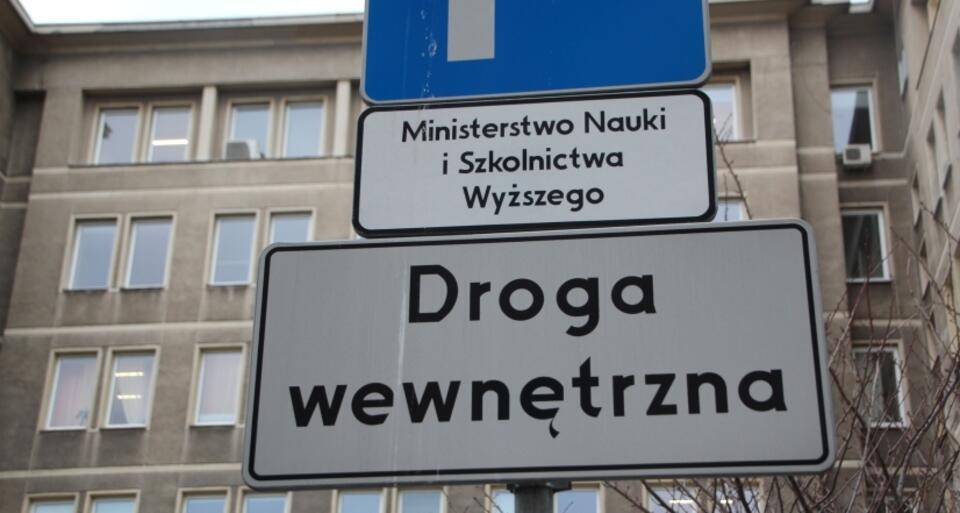 Ministerstwo Nauki
i Szkolnictwa
Wyższego
Droga
wewnętrzna